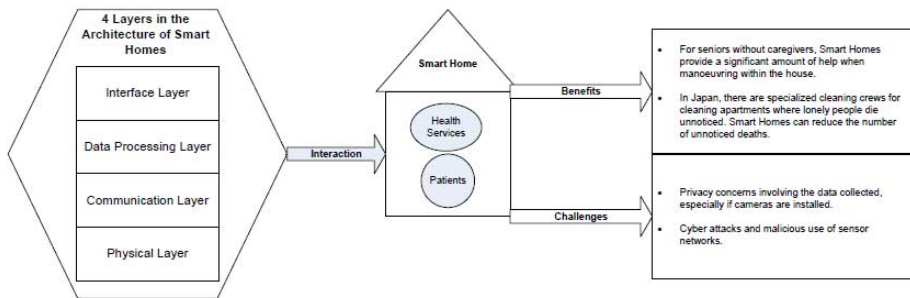 4 Layers in the
Architecture of Smart
Homes
Interface Layer
Data Processing Layer
Communication Layer
Physical Layer
Interaction
Smart Home
Health
Services
Patients
Benefits
Challenges
• For seniors without caregivers, Smart Homes
provide a significant amount of help when
manoeuvring within the house.
• In Japan, there are specialized cleaning crews for
cleaning apartments where lonely people die
unnoticed. Smart Homes can reduce the number
of unnoticed deaths.
• Privacy concerns involving the data collected,
especially if cameras are installed.
• Cyber attacks and malicious use of sensor
networks.